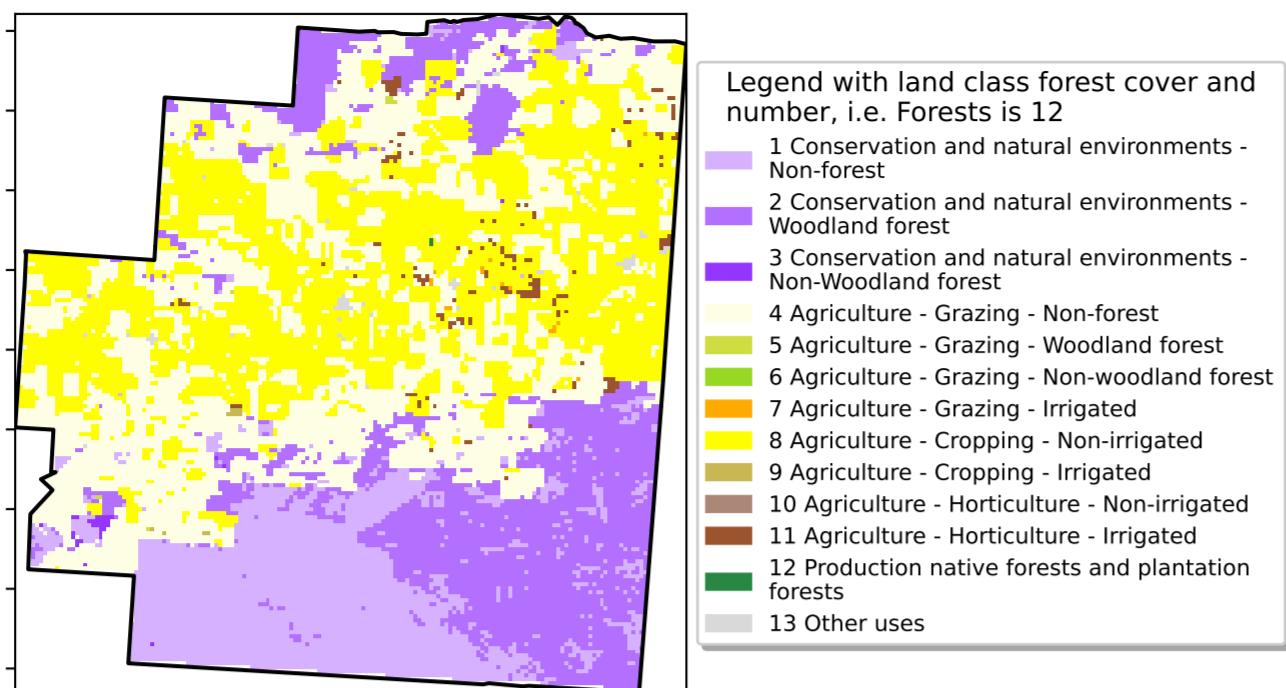 Legend with land class forest cover and
number, i.e. Forests is 12
1 Conservation and natural environments -
Non-forest
2 Conservation and natural environments -
Woodland forest
3 Conservation and natural environments -
Non-Woodland forest
4 Agriculture - Grazing - Non-forest
5 Agriculture - Grazing - Woodland forest
6 Agriculture - Grazing - Non-woodland forest
7 Agriculture - Grazing - Irrigated
8 Agriculture - Cropping - Non-irrigated
9 Agriculture - Cropping - Irrigated
10 Agriculture - Horticulture - Non-irrigated
11 Agriculture - Horticulture - Irrigated
12 Production native forests and plantation
forests
13 Other uses